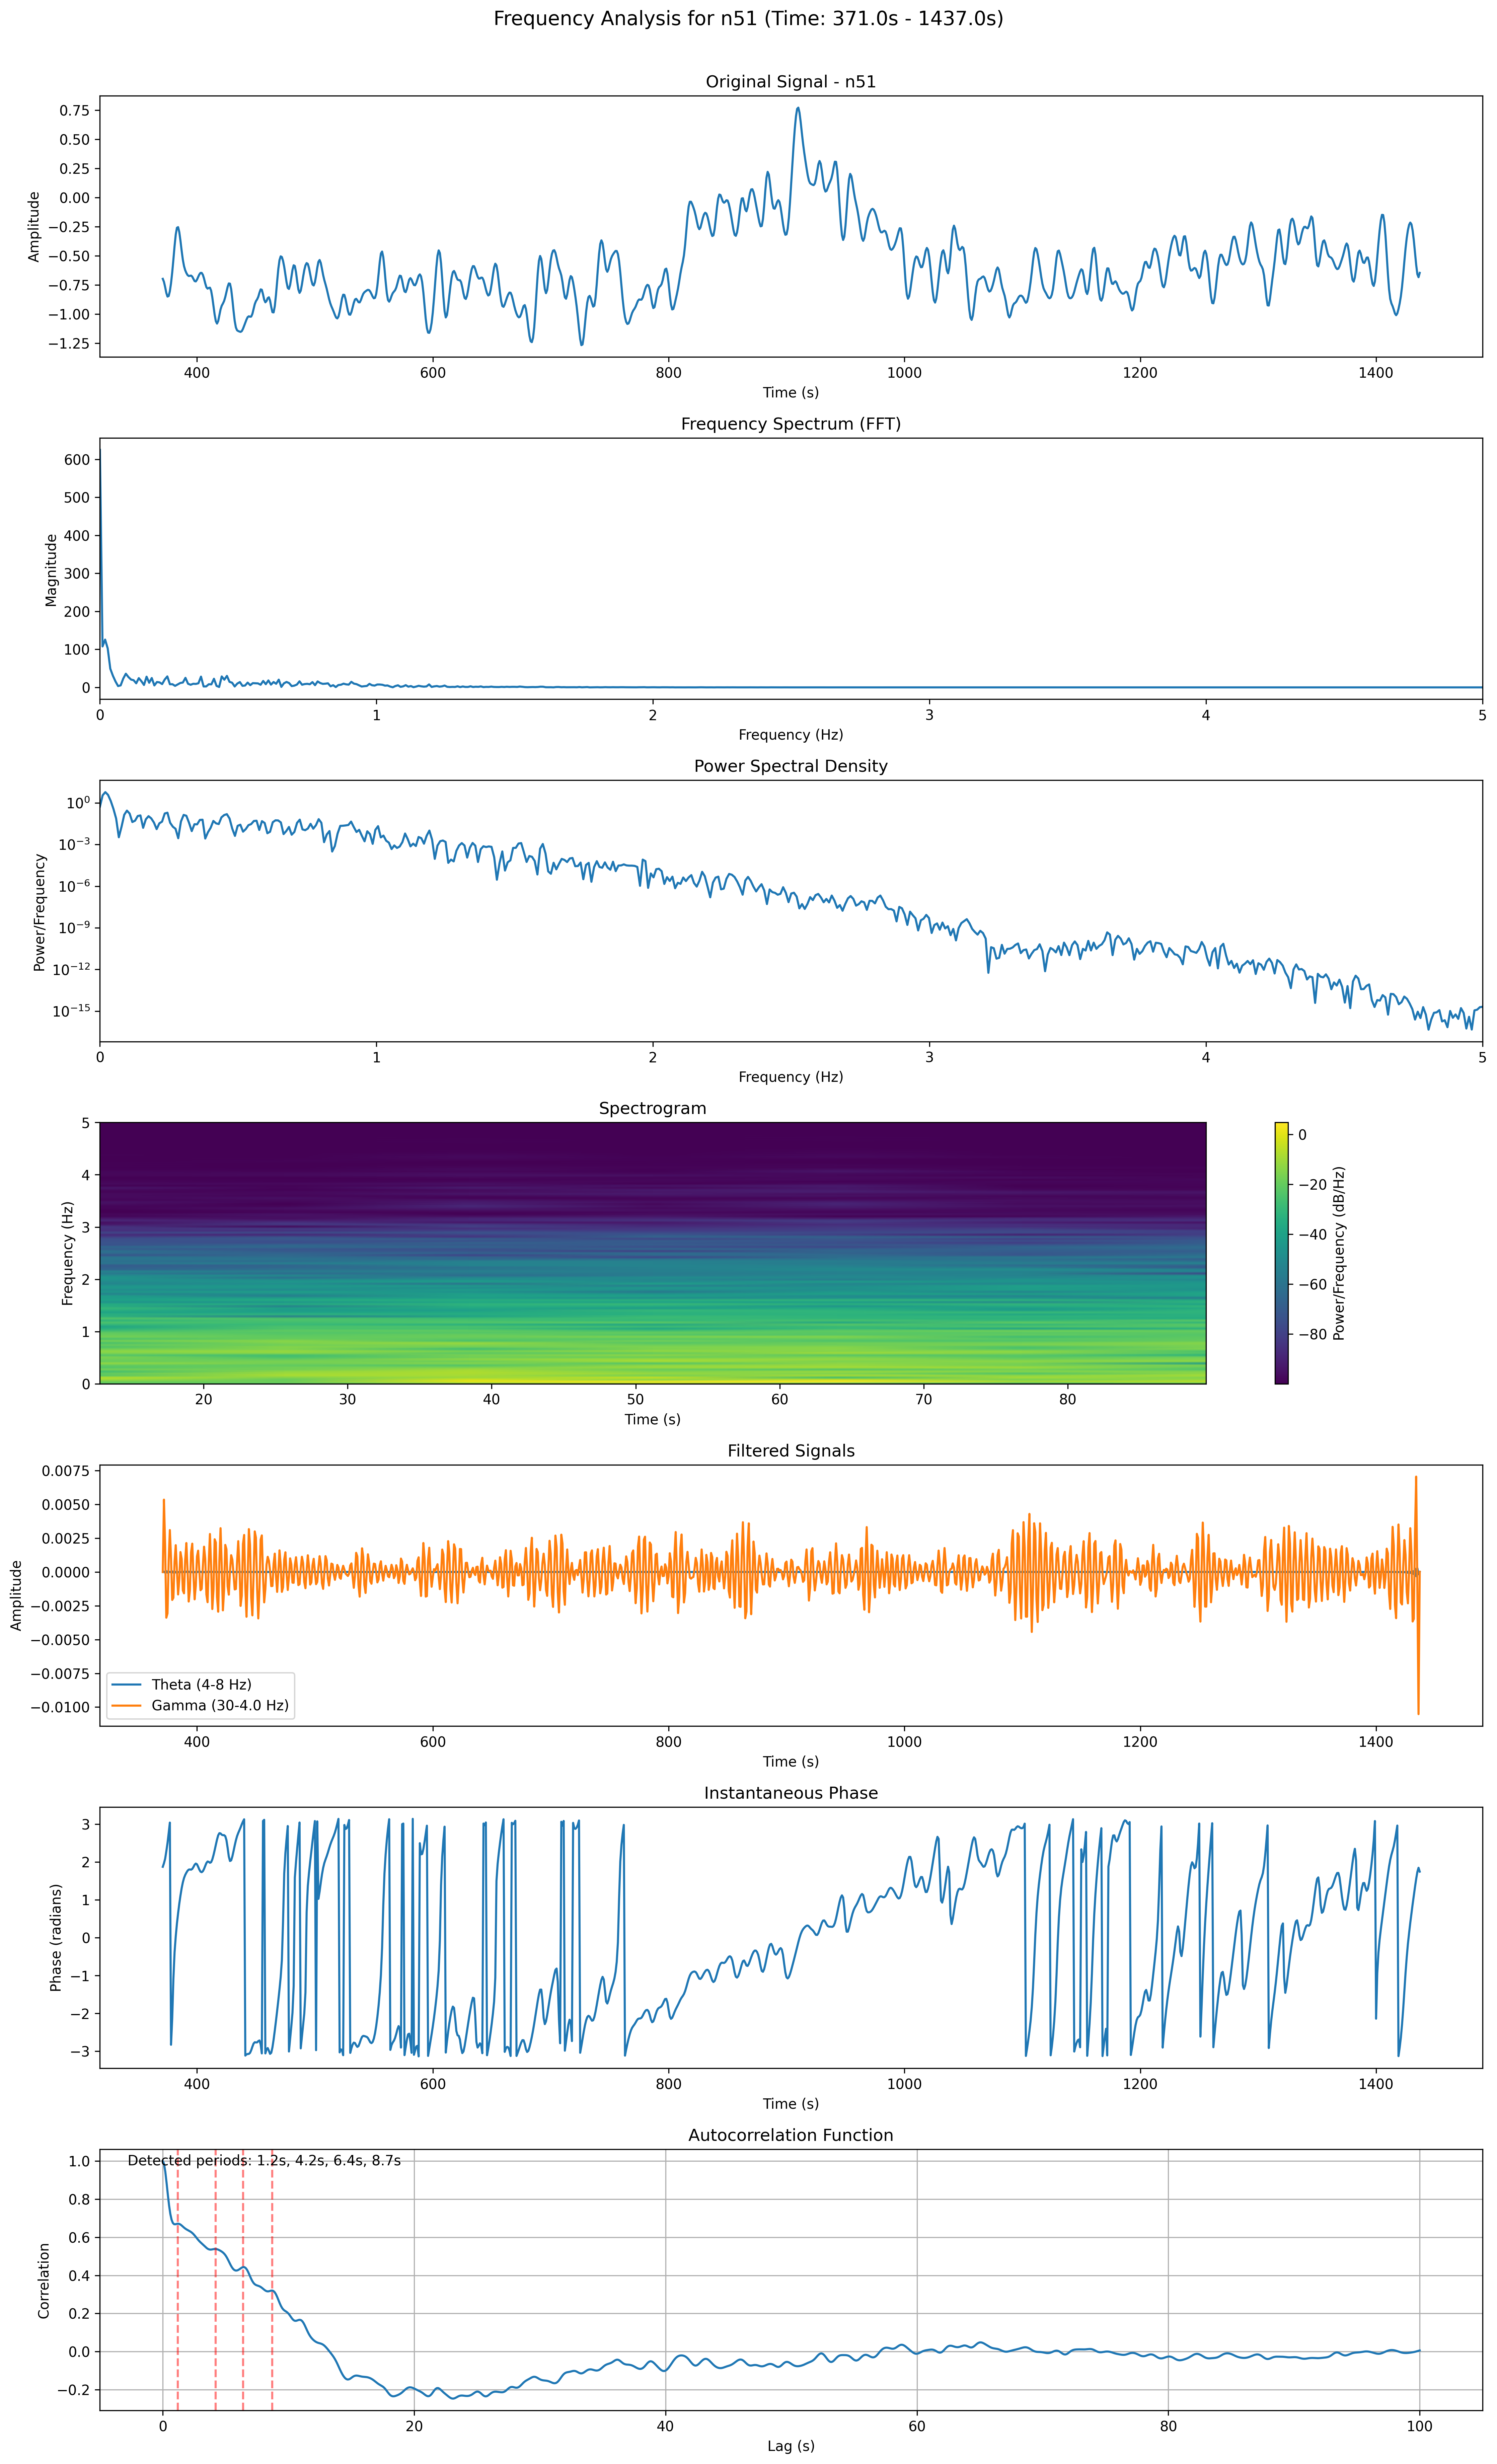 Frequency Analysis for n51 (Time: 371.0s - 1437.0s)
Original Signal - n51
Amplitude
0.75
0.50
0.25
0.00
−0.25
−0.50
−0.75
−1.00
−1.25
400 600 800 1000 1200 1400
Time (s)
Frequency Spectrum (FFT)
Magnitude
600
500
400
300
200
100
0
0 1 2 3 4 5
Frequency (Hz)
Power Spectral Density
Power/Frequency
10⁰
10⁻³
10⁻⁶
10⁻⁹
10⁻¹²
10⁻¹⁵
0 1 2 3 4 5
Frequency (Hz)
Spectrogram
Frequency (Hz)
5
4
3
2
1
0
20 30 40 50 60 70 80
Time (s)
0
−20
−40
−60
−80
Power/Frequency (dB/Hz)
Filtered Signals
Amplitude
0.0075
0.0050
0.0025
0.0000
−0.0025
−0.0050
−0.0075
−0.0100
Theta (4-8 Hz)
Gamma (30-4.0 Hz)
400 600 800 1000 1200 1400
Time (s)
Instantaneous Phase
Phase (radians)
3
2
1
0
−1
−2
−3
400 600 800 1000 1200 1400
Time (s)
Autocorrelation Function
Detected periods: 1.2s, 4.2s, 6.4s, 8.7s
Correlation
1.0
0.8
0.6
0.4
0.2
0.0
−0.2
0 20 40 60 80 100
Lag (s)